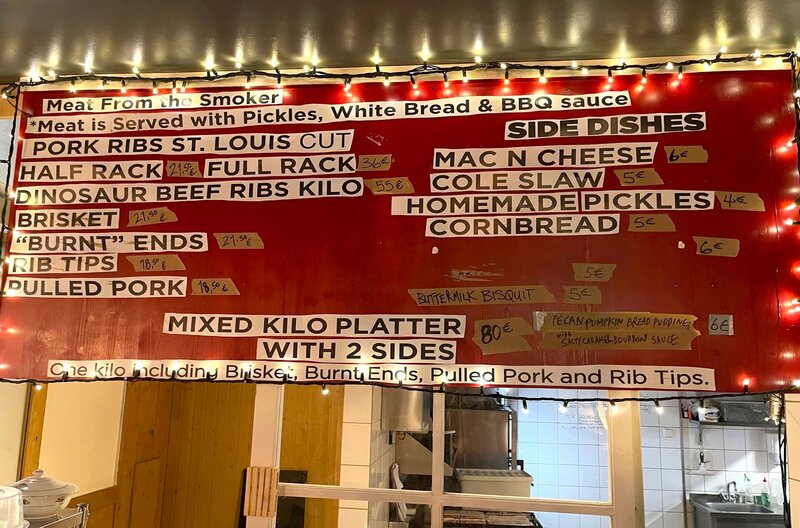 Meat From the Smoker
*Meat is Served with Pickles, White Bread & BBQ sauce
PORK RIBS ST. LOUIS CUT
HALF RACK 21,50€ FULL RACK 36€
DINOSAUR BEEF RIBS KILO 55€
BRISKET 21,50€
"BURNT" ENDS 21,50€
RIB TIPS 18,50€
PULLED PORK 18,50€
SIDE DISHES
MAC N CHEESE 6€
COLE SLAW 5€
HOMEMADE PICKLES 4€
CORNBREAD 5€
6€
5€
BUTTERMILK BISQUIT 5€
MIXED KILO PLATTER
WITH 2 SIDES
80€
PECAN PUMPKIN BREAD PUDDING 6€
with
SALTY CARAMEL BOURBON SAUCE
One kilo including Brisket, Burnt Ends, Pulled Pork and Rib Tips.